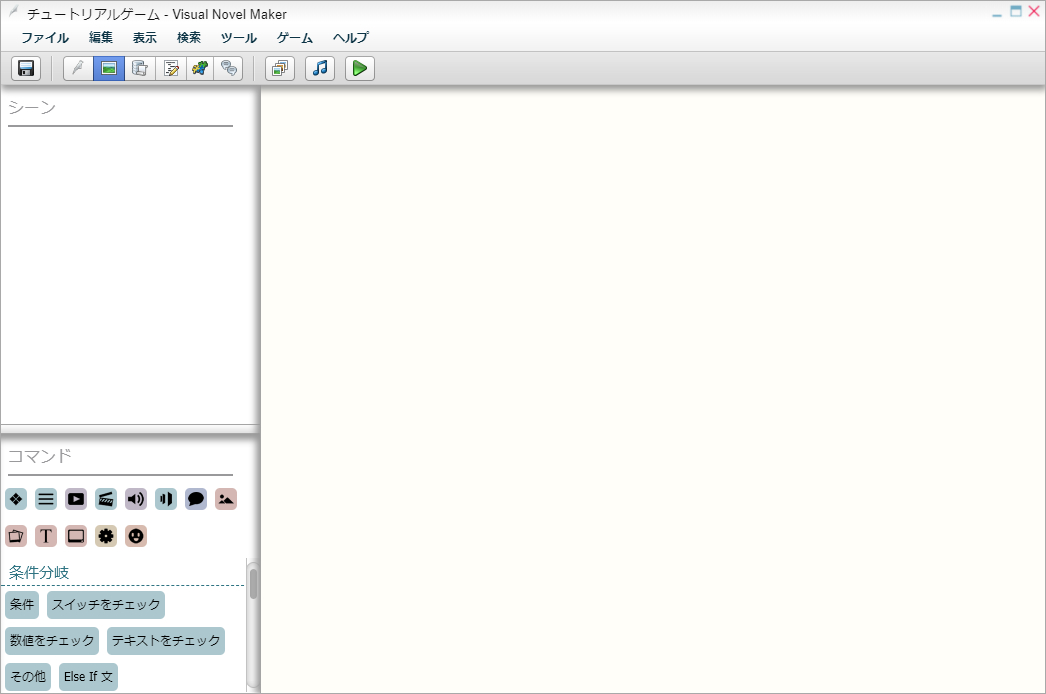 チュートリアルゲーム - Visual Novel Maker
ファイル 編集 表示 検索 ツール ゲーム ヘルプ
シーン
コマンド
T
条件分岐
条件 スイッチをチェック
数値をチェック テキストをチェック
その他 Else If 文